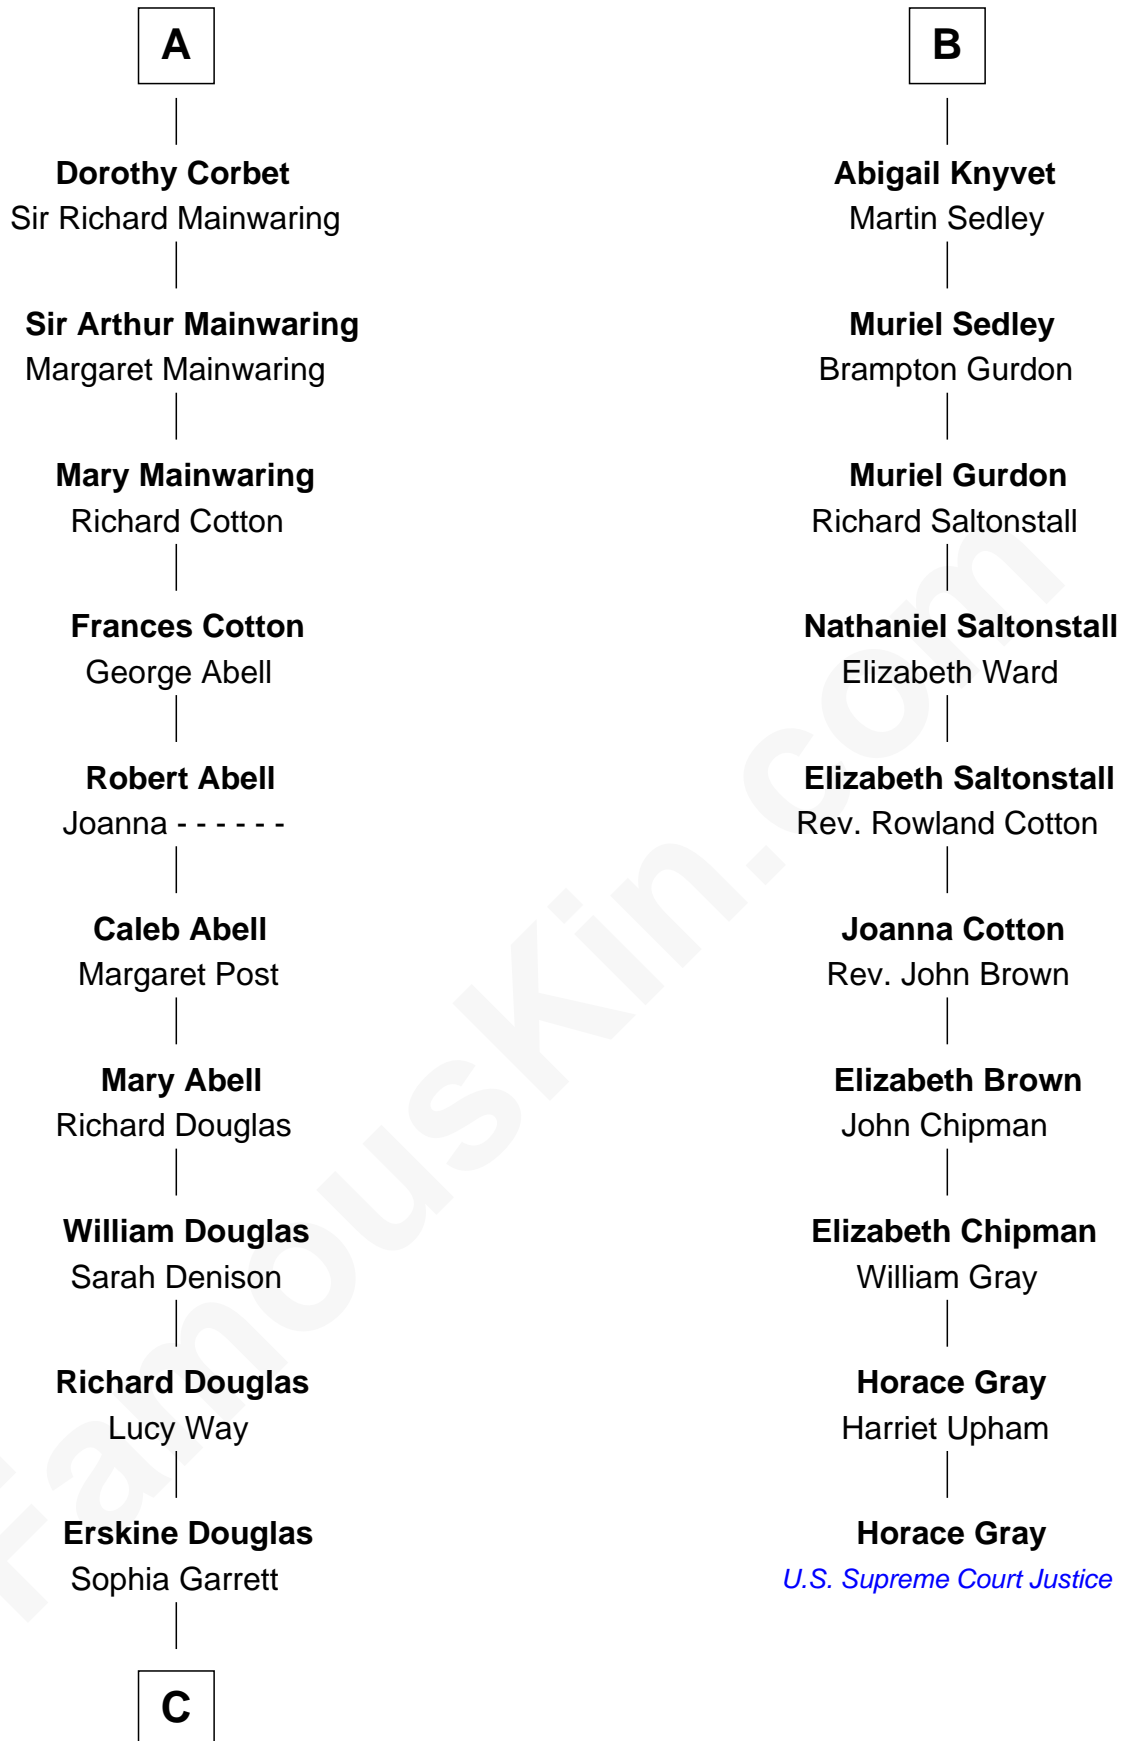 A
Dorothy Corbet
Sir Richard Mainwaring
Sir Arthur Mainwaring
Margaret Mainwaring
Mary Mainwaring
Richard Cotton
Frances Cotton
George Abell
Robert Abell
Joanna - - - - - -
Caleb Abell
Margaret Post
Mary Abell
Richard Douglas
William Douglas
Sarah Denison
Richard Douglas
Lucy Way
Erskine Douglas
Sophia Garrett
C
B
Abigail Knyvet
Martin Sedley
Muriel Sedley
Brampton Gurdon
Muriel Gurdon
Richard Saltonstall
Nathaniel Saltonstall
Elizabeth Ward
Elizabeth Saltonstall
Rev. Rowland Cotton
Joanna Cotton
Rev. John Brown
Elizabeth Brown
John Chipman
Elizabeth Chipman
William Gray
Horace Gray
Harriet Upham
Horace Gray
U.S. Supreme Court Justice
FamousKin.com